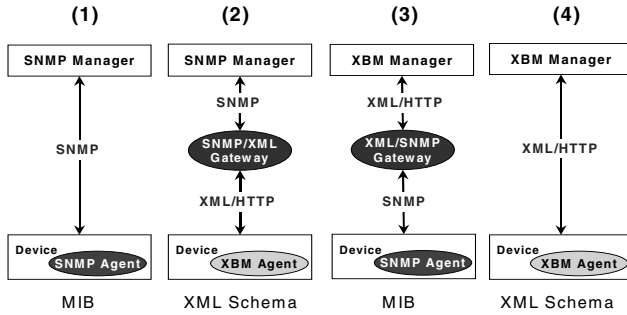 (1) (2) (3) (4)
SNMP Manager SNMP Manager XBM Manager XBM Manager
SNMP XML/HTTP
SNMP/XML XML/SNMP
Gateway Gateway
SNMP XML/HTTP
XML/HTTP SNMP
Device Device Device Device
SNMP Agent XBM Agent SNMP Agent XBM Agent
MIB XML Schema MIB XML Schema